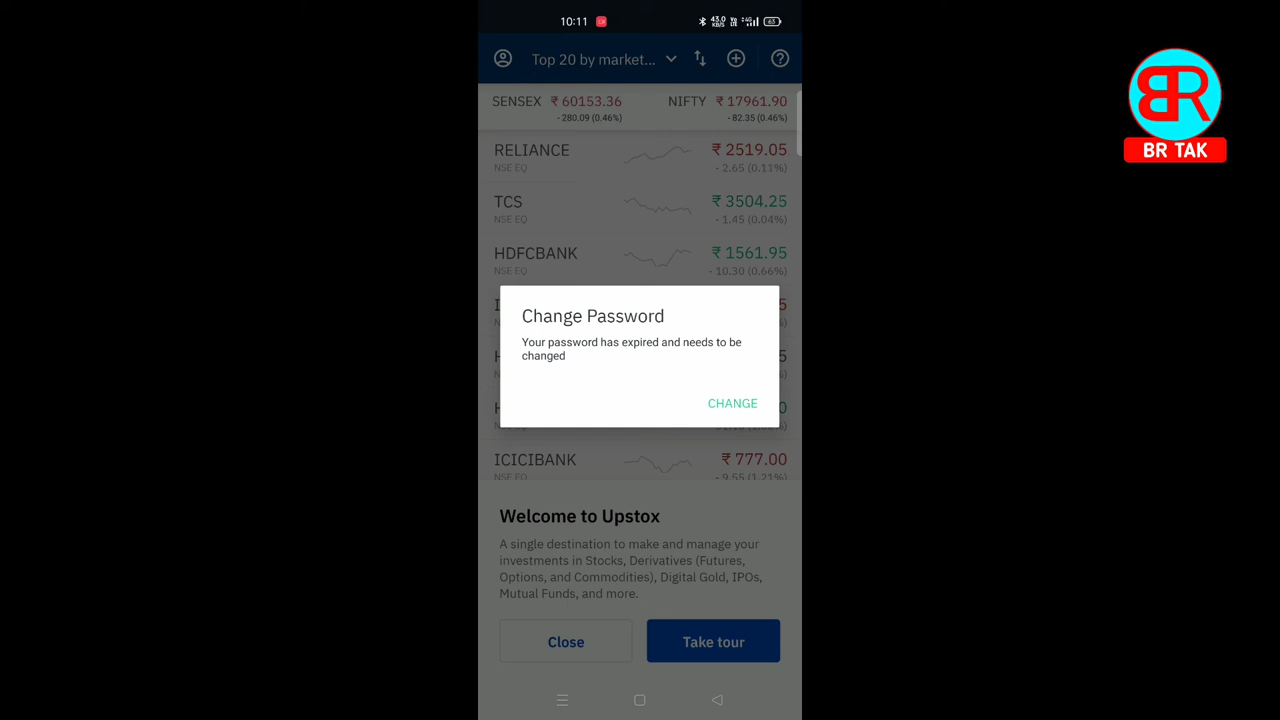 10:11
43.0
KB/S
4G
63
Top 20 by market...
SENSEX ₹ 60153.36 NIFTY ₹ 17961.90
- 280.09 (0.46%) - 82.35 (0.46%)
RELIANCE ₹ 2519.05
NSE EQ - 2.65 (0.11%)
TCS ₹ 3504.25
NSE EQ - 1.45 (0.04%)
HDFCBANK ₹ 1561.95
NSE EQ - 10.30 (0.66%)
Change Password
Your password has expired and needs to be
changed
CHANGE
ICICIBANK ₹ 777.00
NSE EQ - 9.55 (1.21%)
Welcome to Upstox
A single destination to make and manage your
investments in Stocks, Derivatives (Futures,
Options, and Commodities), Digital Gold, IPOs,
Mutual Funds, and more.
Close Take tour
BR
BR TAK